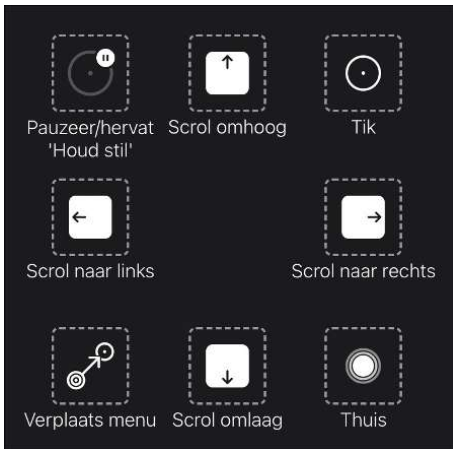 Pauzeer/hervat
'Houd stil'
Scrol omhoog
Tik
Scrol naar links
Scrol naar rechts
Verplaats menu
Scrol omlaag
Thuis